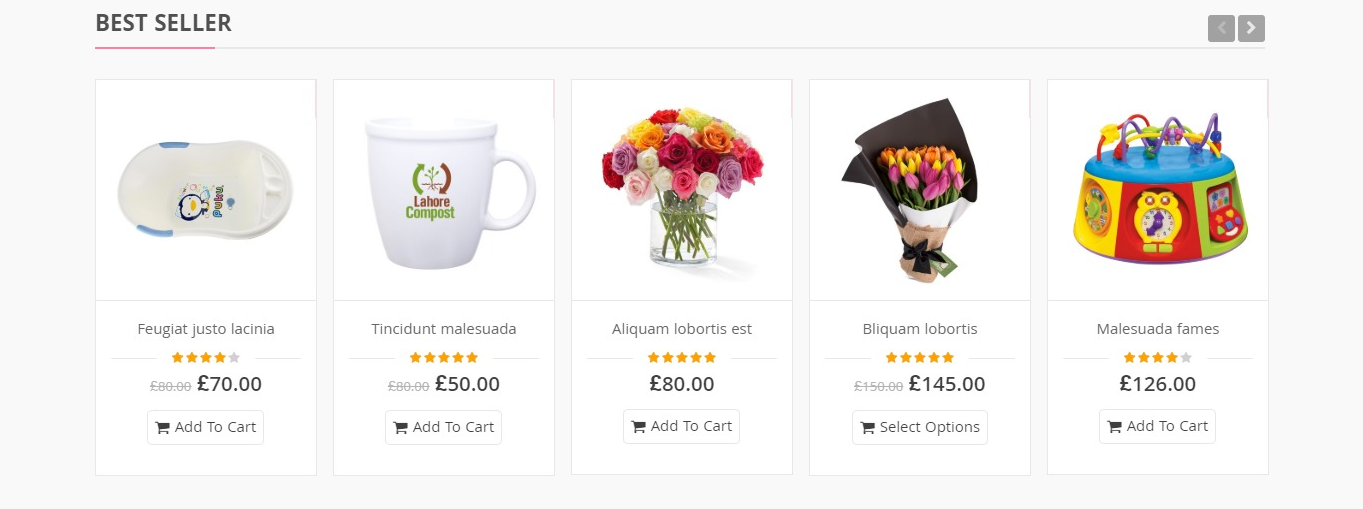 BEST SELLER
puku.
Lahore
Compost
Feugiat justo lacinia
Tincidunt malesuada
Aliquam lobortis est
Bliquam lobortis
Malesuada fames
£80.00 £70.00
£80.00 £50.00
£80.00
£150.00 £145.00
£126.00
Add To Cart
Add To Cart
Add To Cart
Select Options
Add To Cart